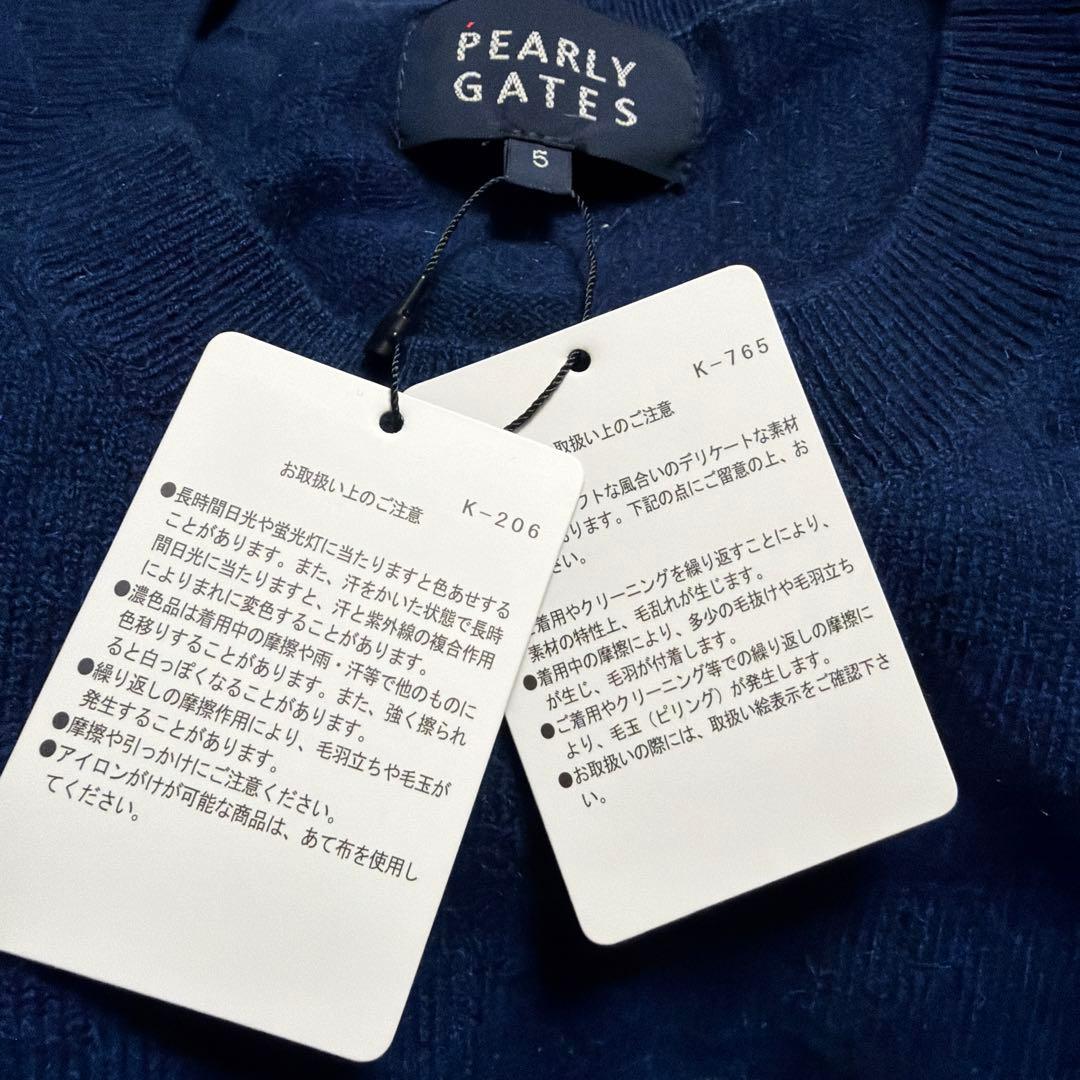 PEARLY
GATES
5
お取扱い上のご注意
K-206
●長時間日光や蛍光灯に当たりますと色あせする
ことがあります。また、汗をかいた状態で長時
間日光に当たりますと、汗と紫外線の複合作用
によりまれに変色することがあります。
●濃色品は着用中の摩擦や雨・汗等で他のものに
色移りすることがあります。また、強く擦られ
ると白っぽくなることがあります。
●繰り返しの摩擦作用により、毛羽立ちや毛玉が
発生することがあります。
●摩擦や引っかけにご注意ください。
●アイロンがけが可能な商品は、あて布を使用し
てください。
K-765
取扱い上のご注意
フトな風合いのデリケートな素材
ります。下記の点にご留意の上、お
さい。
着用やクリーニングを繰り返すことにより、
素材の特性上、毛乱れが生じます。
●着用中の摩擦により、多少の毛抜けや毛羽立ち
が生じ、毛羽が付着します。
●ご着用やクリーニング等での繰り返しの摩擦に
より、毛玉（ピリング）が発生します。
●お取扱いの際には、取扱い絵表示をご確認下さ
い。